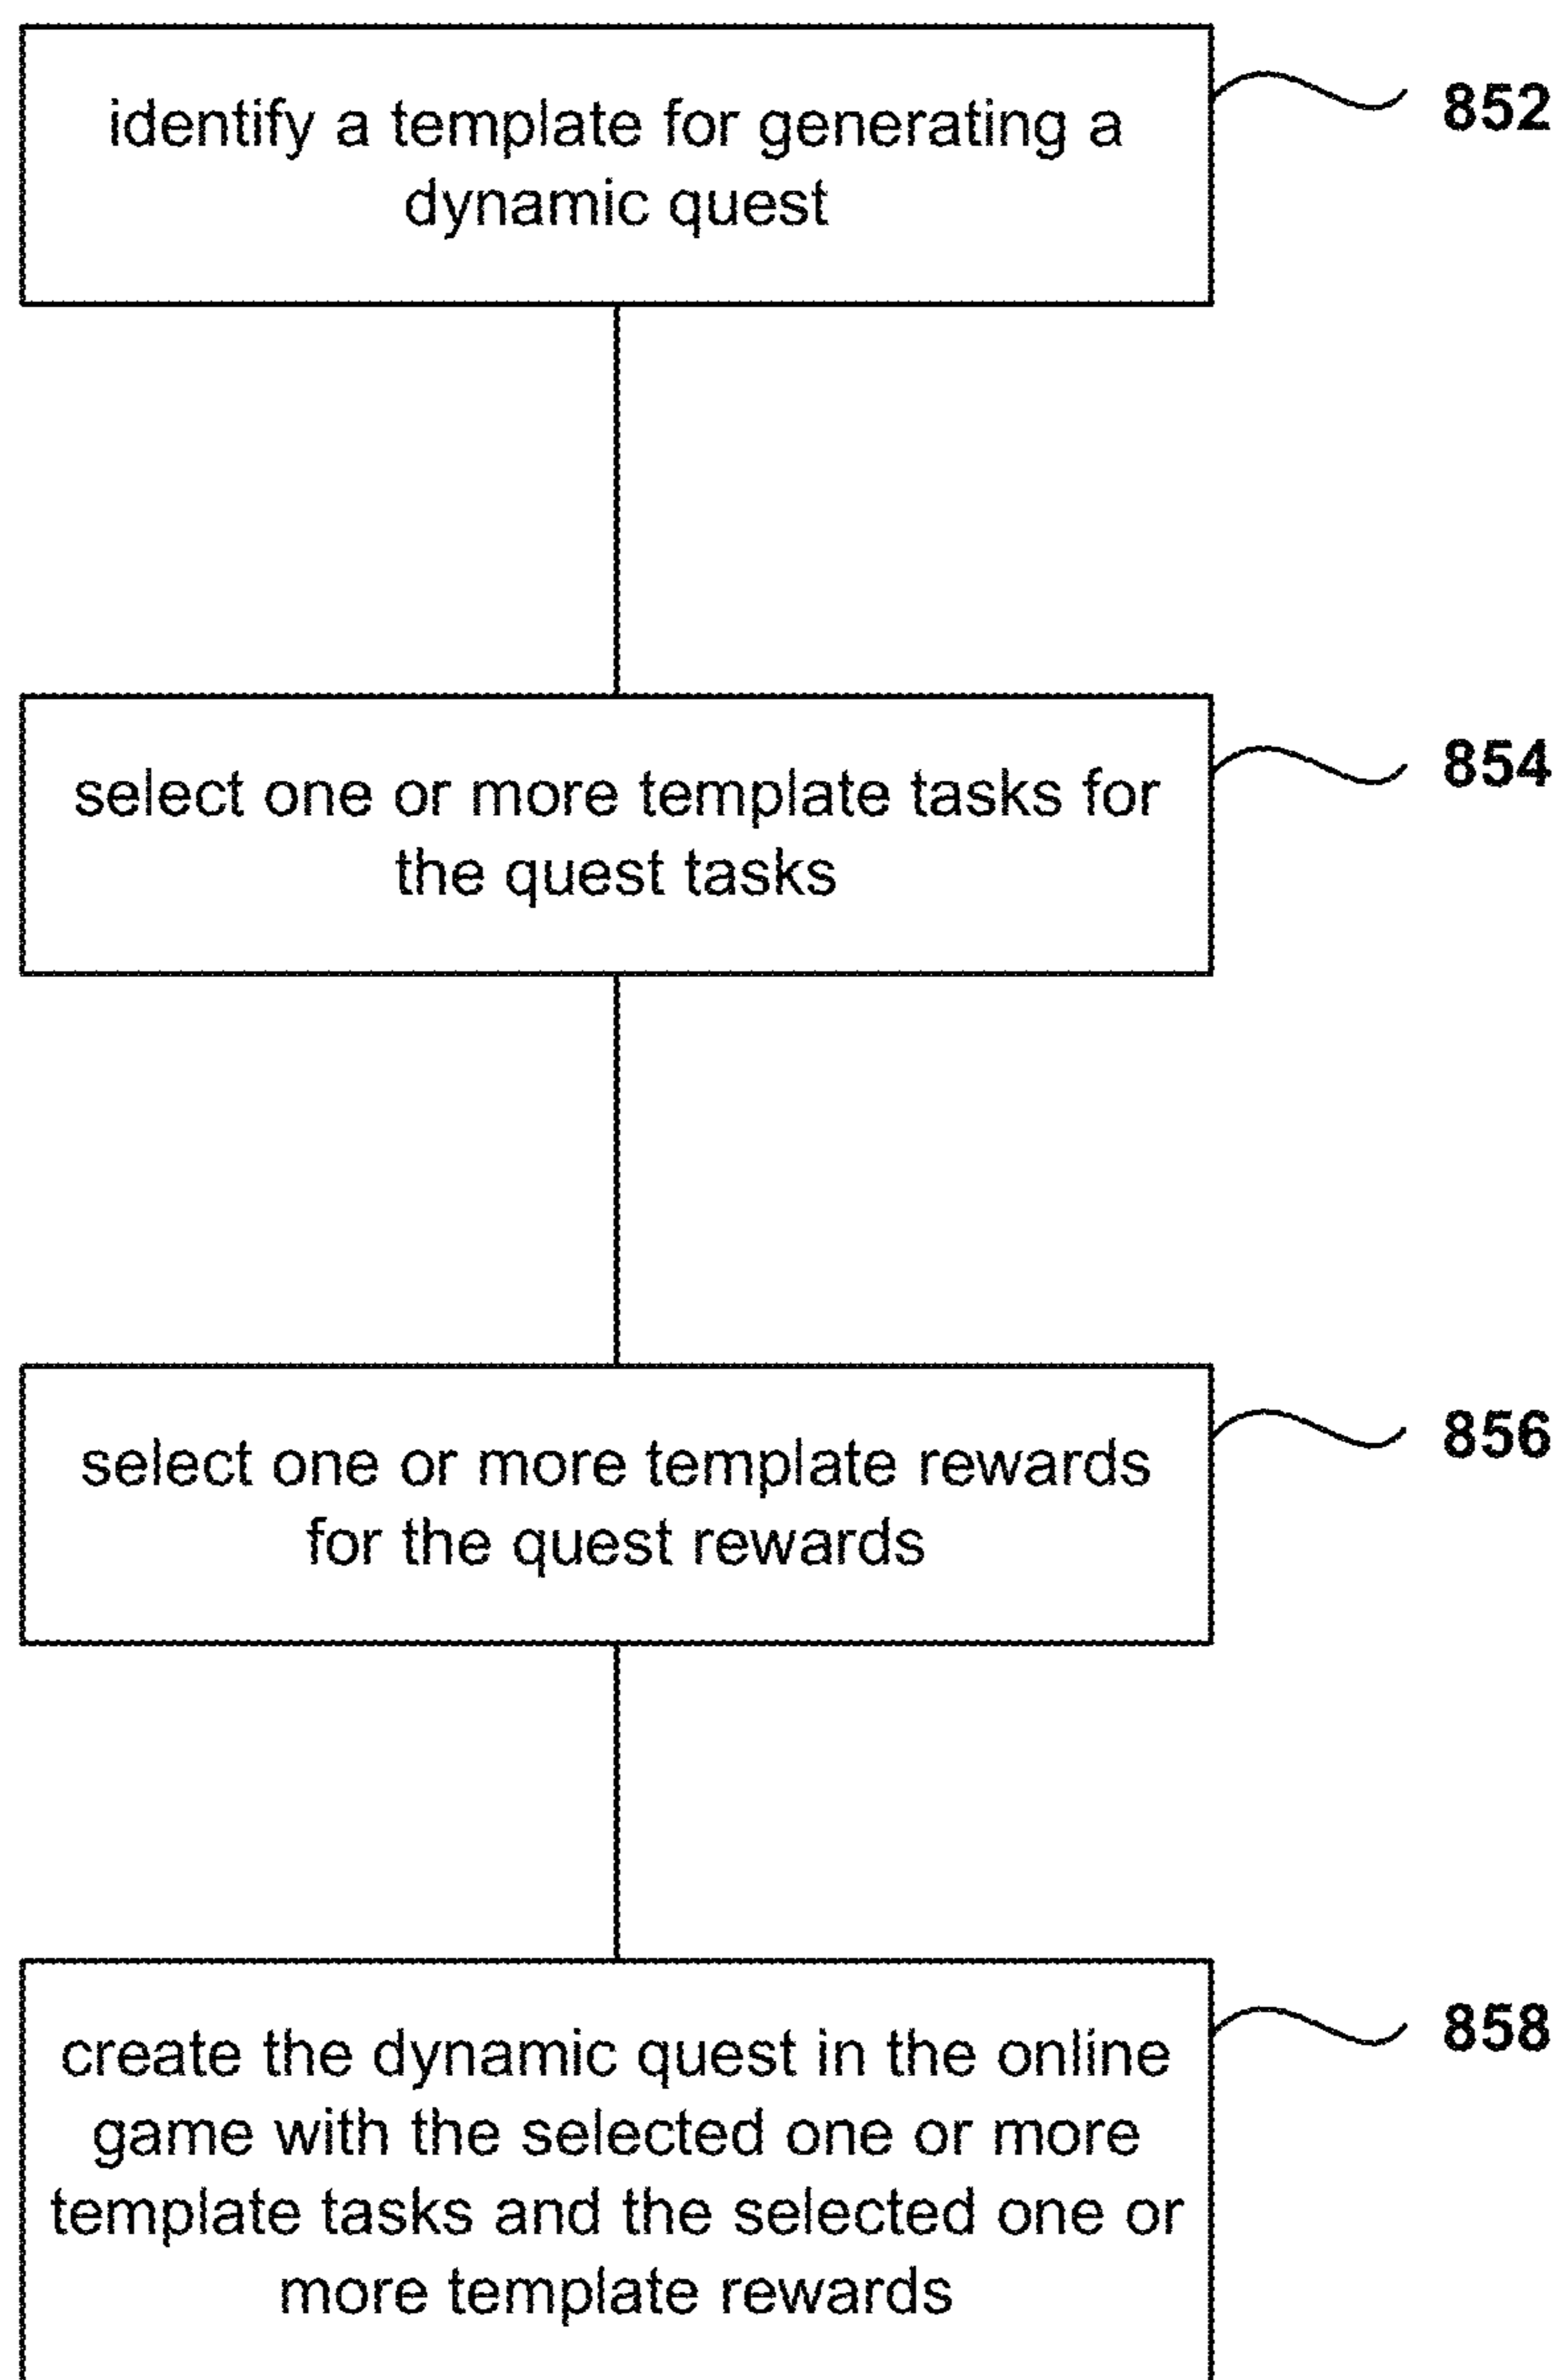 identify a template for generating a
dynamic quest
852
select one or more template tasks for
the quest tasks
854
select one or more template rewards
for the quest rewards
856
create the dynamic quest in the online
game with the selected one or more
template tasks and the selected one or
more template rewards
858